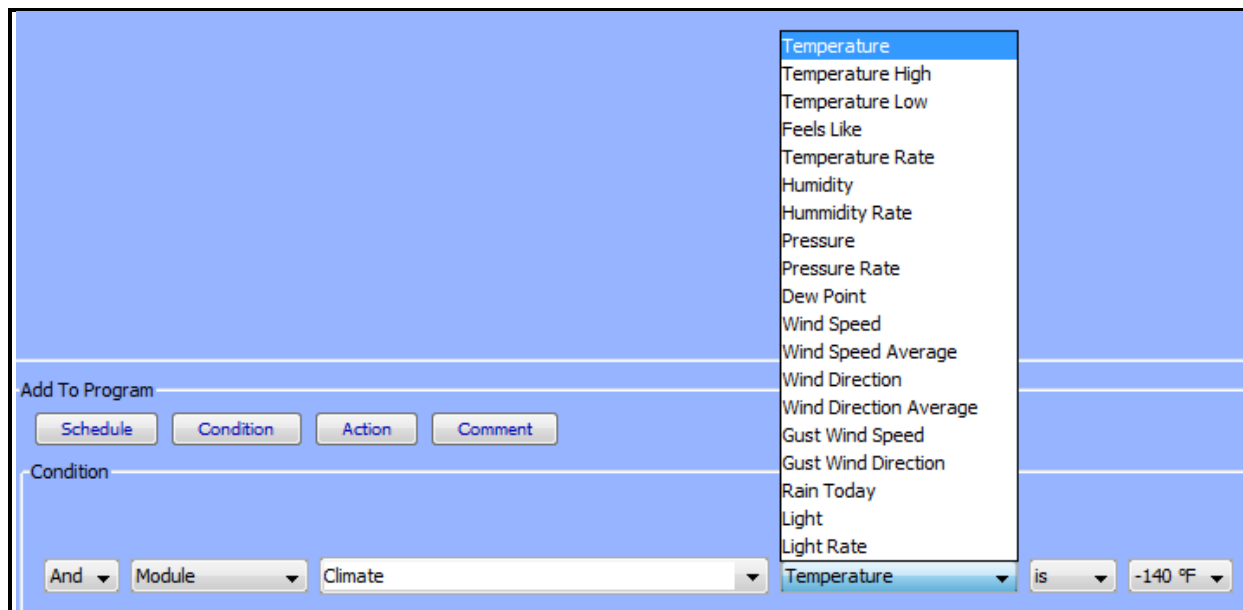 Temperature
Temperature High
Temperature Low
Feels Like
Temperature Rate
Humidity
Hummidity Rate
Pressure
Pressure Rate
Dew Point
Wind Speed
Wind Speed Average
Wind Direction
Wind Direction Average
Gust Wind Speed
Gust Wind Direction
Rain Today
Light
Light Rate
Add To Program
Schedule Condition Action Comment
Condition
And Module Climate Temperature is -140 °F